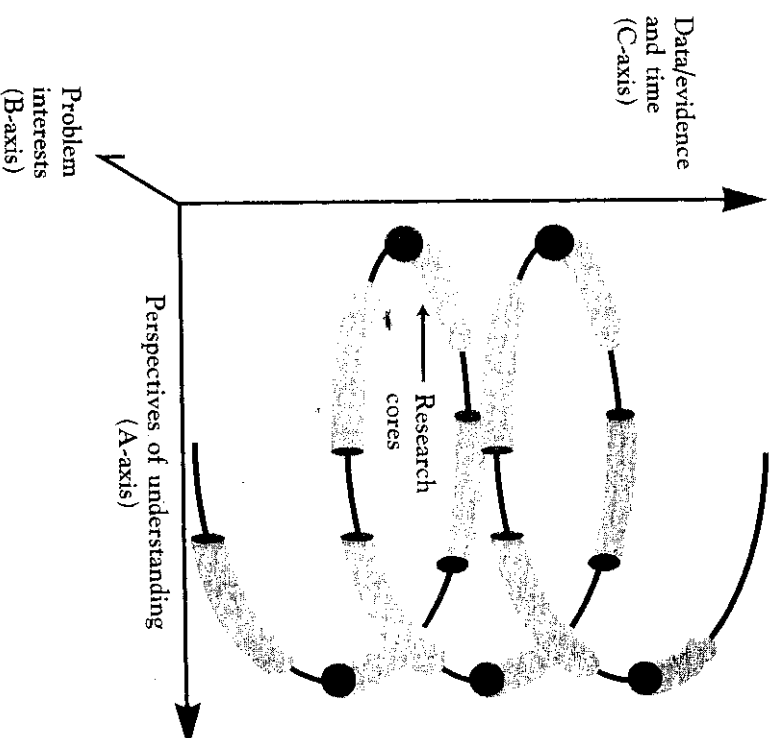 Data/evidence
and time
(C-axis)
Problem
interests
(B-axis)
Research
cores
Perspectives of understanding
(A-axis)